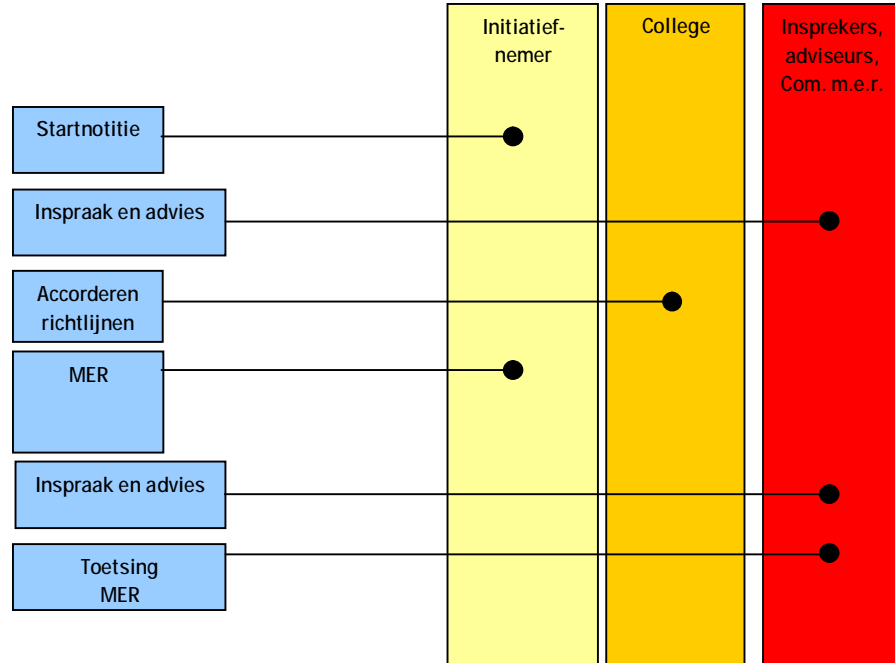 Initiatief-
nemer
College
Insprekers,
adviseurs,
Com. m.e.r.
Startnotitie
Inspraak en advies
Accorderen
richtlijnen
MER
Inspraak en advies
Toetsing
MER